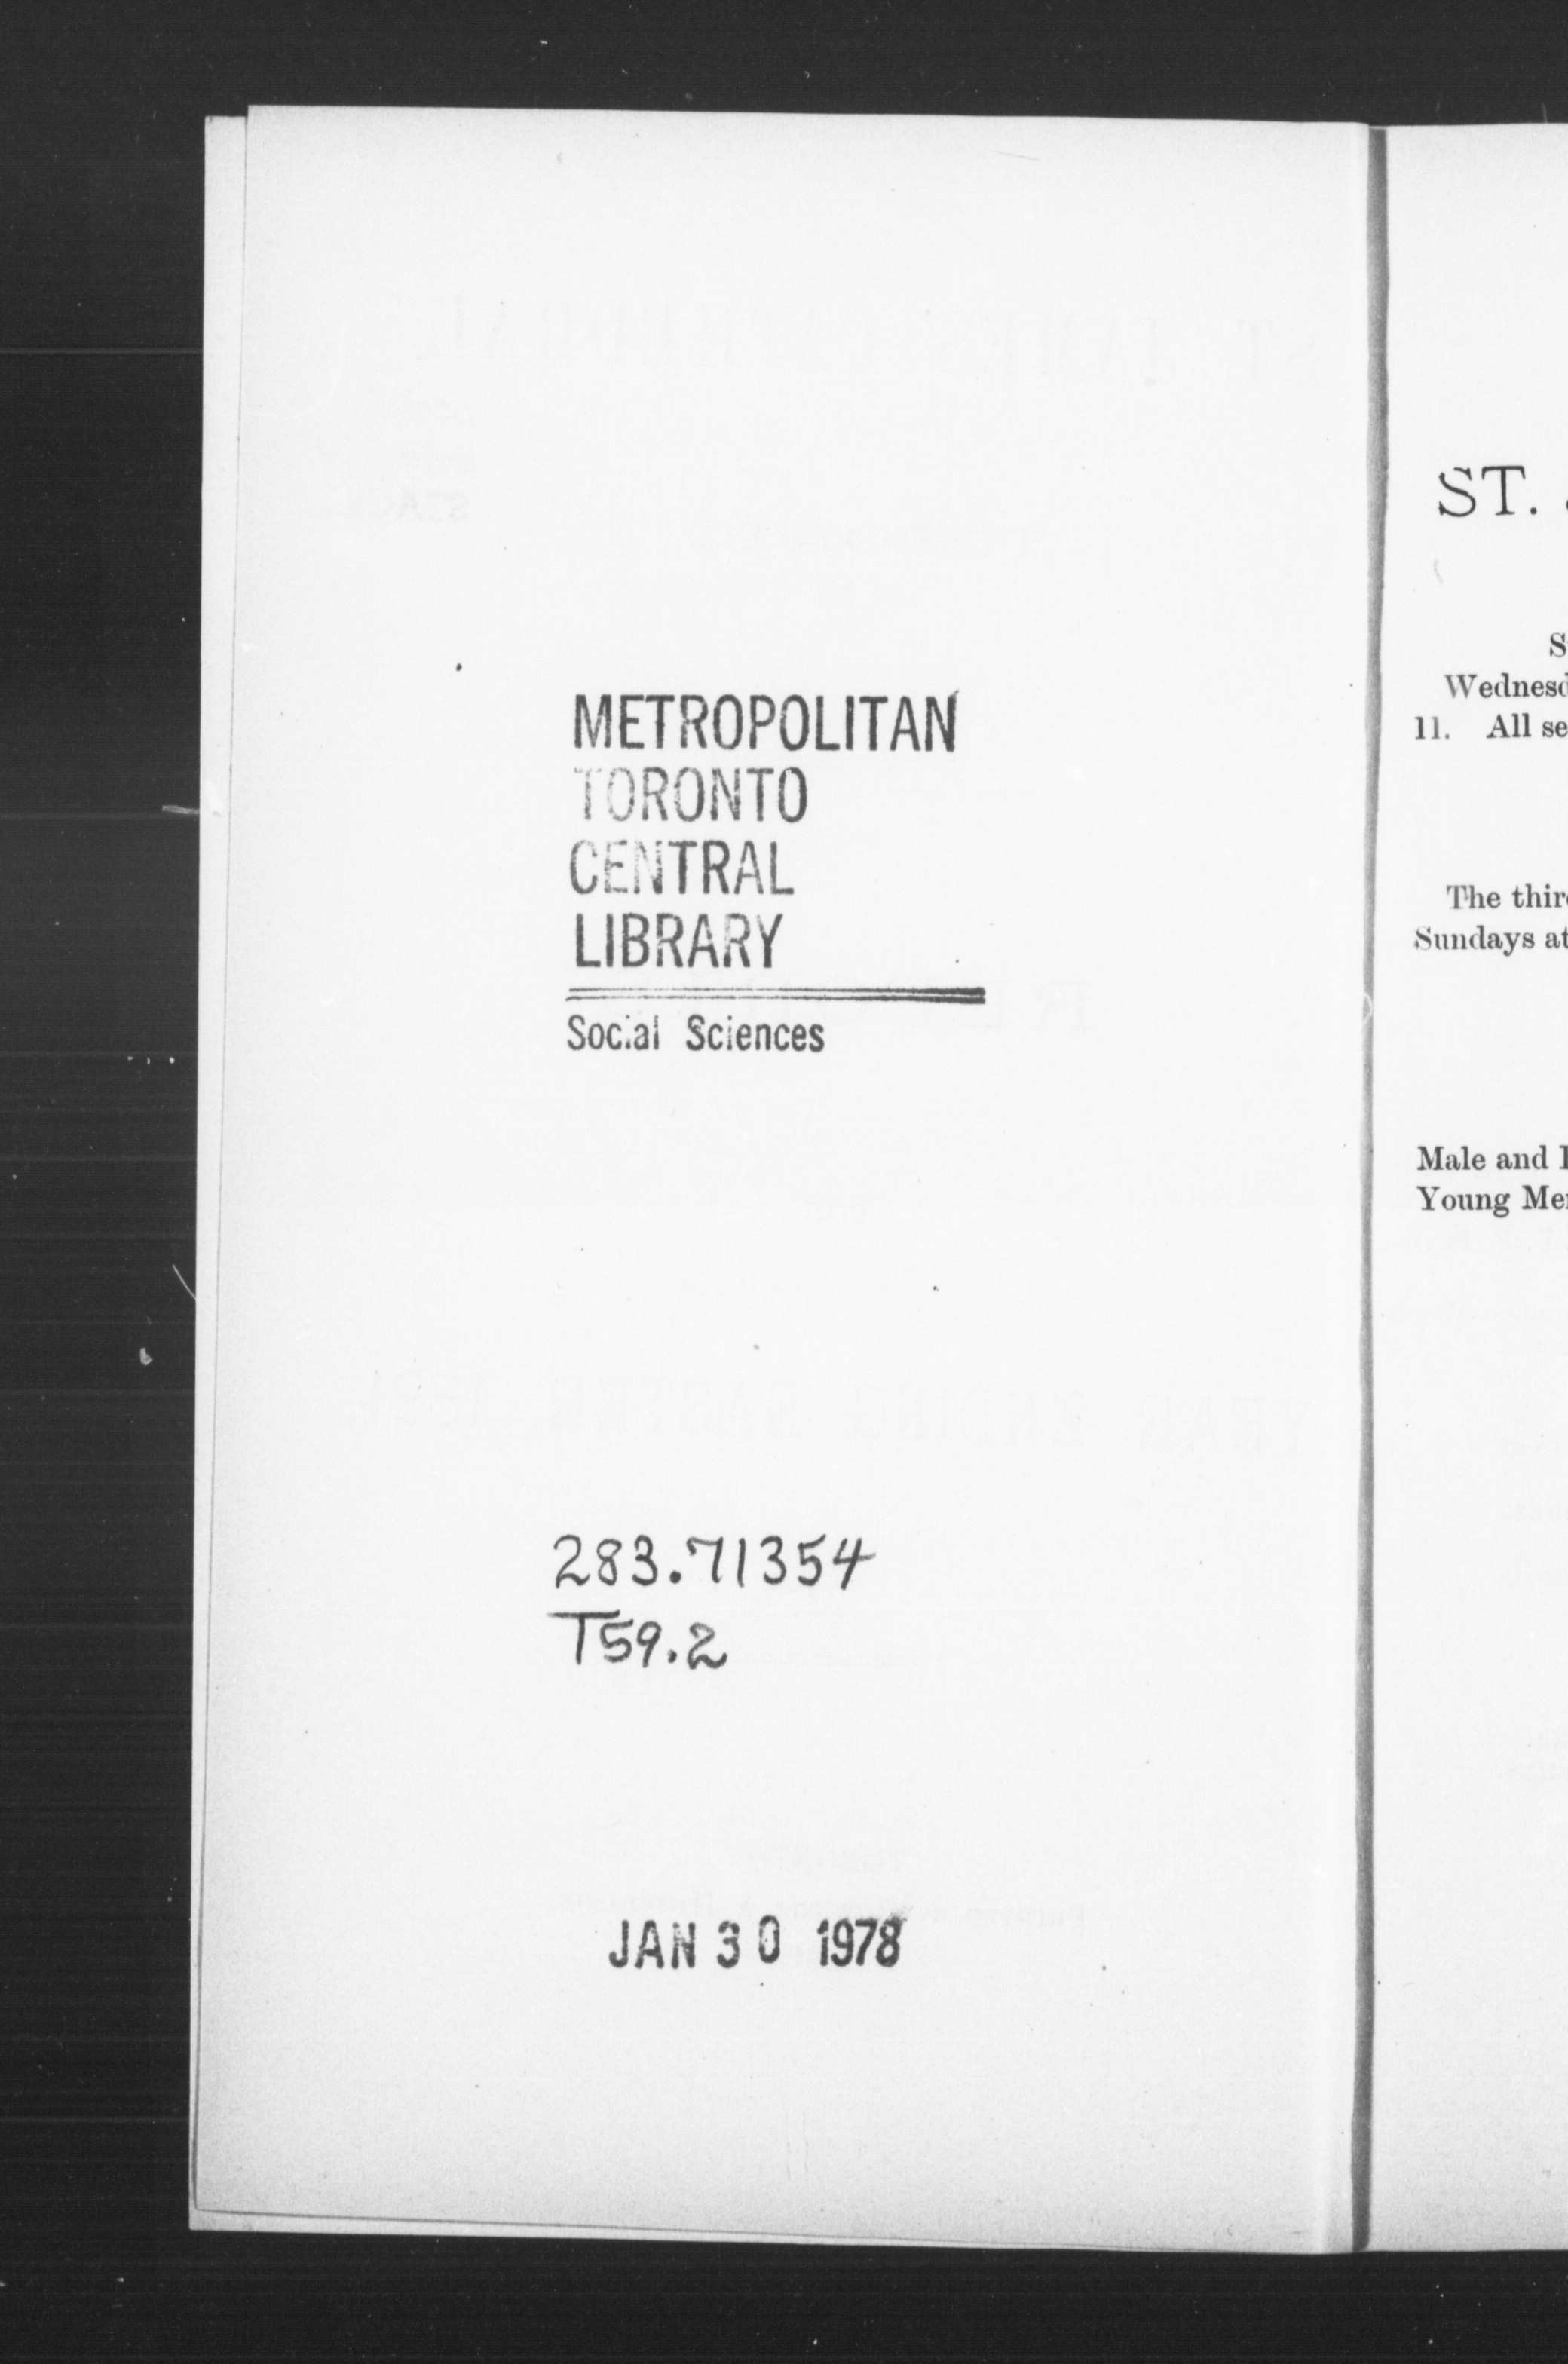 METROPOLITAN
TORONTO
CENTRAL
LIBRARY
Social Sciences
283.71354
T59.2
JAN 30 1978
ST.
Wednesd
11. All se
The thir
Sundays at
Male and
Young Me